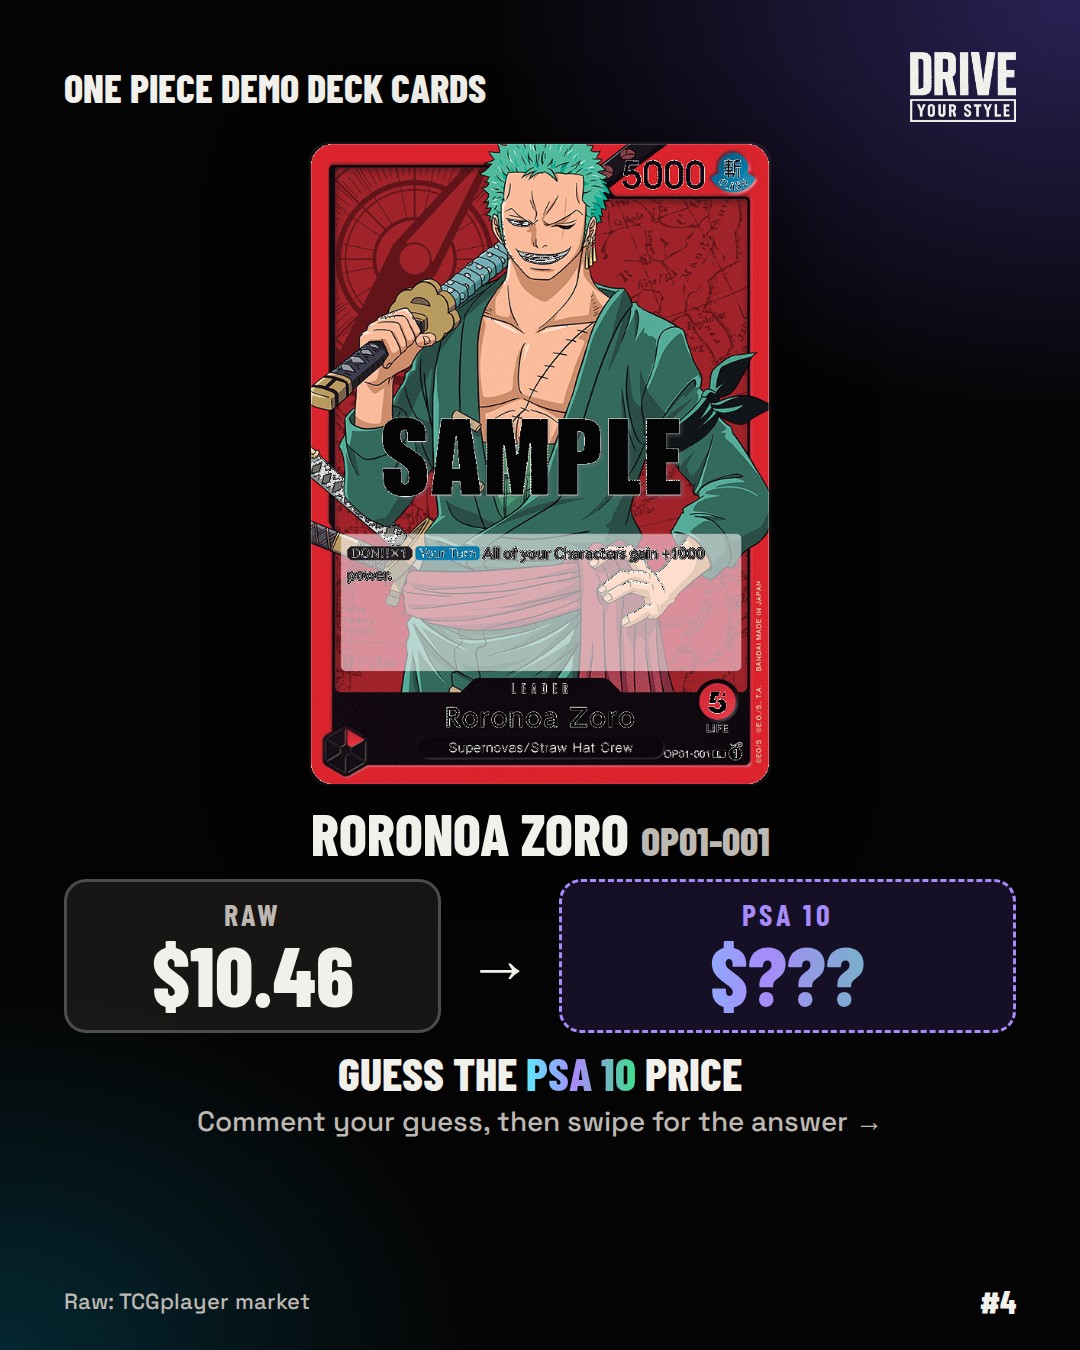 ONE PIECE DEMO DECK CARDS
DRIVE
YOUR STYLE
5000
斬
SAMPLE
DON!!×1 Your Turn All of your Characters gain +1000
power.
LEADER
Roronoa Zoro
5
LIFE
Supernovas/Straw Hat Crew
OP01-001 L 1
©E.O./S. ©E.O./S., T.A. BANDAI MADE IN JAPAN
RORONOA ZORO OP01-001
RAW
$10.46
→
PSA 10
$???
GUESS THE PSA 10 PRICE
Comment your guess, then swipe for the answer →
Raw: TCGplayer market
#4